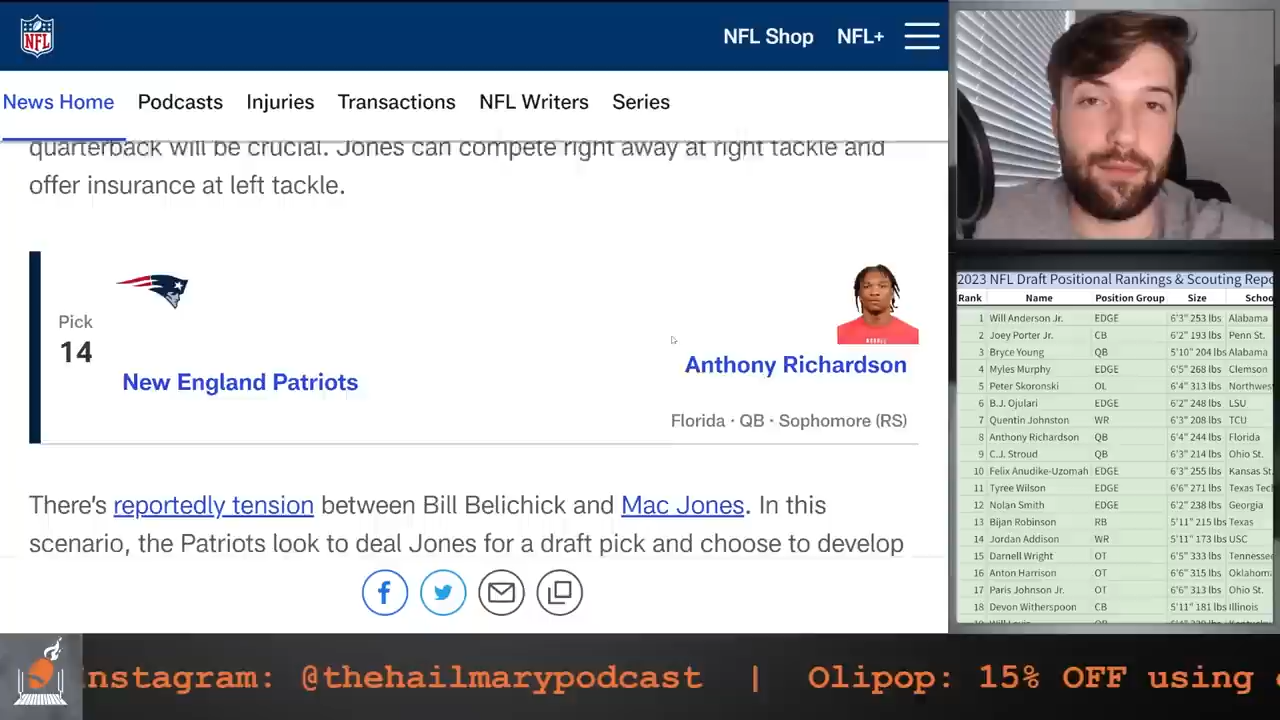 NFL
NFL Shop NFL+
News Home Podcasts Injuries Transactions NFL Writers Series
quarterback will be crucial. Jones can compete right away at right tackle and
offer insurance at left tackle.
Pick
14
New England Patriots
Anthony Richardson
Florida · QB · Sophomore (RS)
There's reportedly tension between Bill Belichick and Mac Jones. In this
scenario, the Patriots look to deal Jones for a draft pick and choose to develop
2023 NFL Draft Positional Rankings & Scouting Repo
Rank Name Position Group Size Schoo
1 Will Anderson Jr. EDGE 6'3" 253 lbs Alabama
2 Joey Porter Jr. CB 6'2" 193 lbs Penn St.
3 Bryce Young QB 5'10" 204 lbs Alabama
4 Myles Murphy EDGE 6'5" 268 lbs Clemson
5 Peter Skoronski OL 6'4" 313 lbs Northwes
6 B.J. Ojulari EDGE 6'2" 248 lbs LSU
7 Quentin Johnston WR 6'3" 208 lbs TCU
8 Anthony Richardson QB 6'4" 244 lbs Florida
9 C.J. Stroud QB 6'3" 214 lbs Ohio St.
10 Felix Anudike-Uzomah EDGE 6'3" 255 lbs Kansas St
11 Tyree Wilson EDGE 6'6" 271 lbs Texas Tec
12 Nolan Smith EDGE 6'2" 238 lbs Georgia
13 Bijan Robinson RB 5'11" 215 lbs Texas
14 Jordan Addison WR 5'11" 173 lbs USC
15 Darnell Wright OT 6'5" 333 lbs Tennesse
16 Anton Harrison OT 6'6" 315 lbs Oklahom
17 Paris Johnson Jr. OT 6'6" 313 lbs Ohio St.
18 Devon Witherspoon CB 5'11" 181 lbs Illinois
nstagram: @thehailmarypodcast | Olipop: 15% OFF using